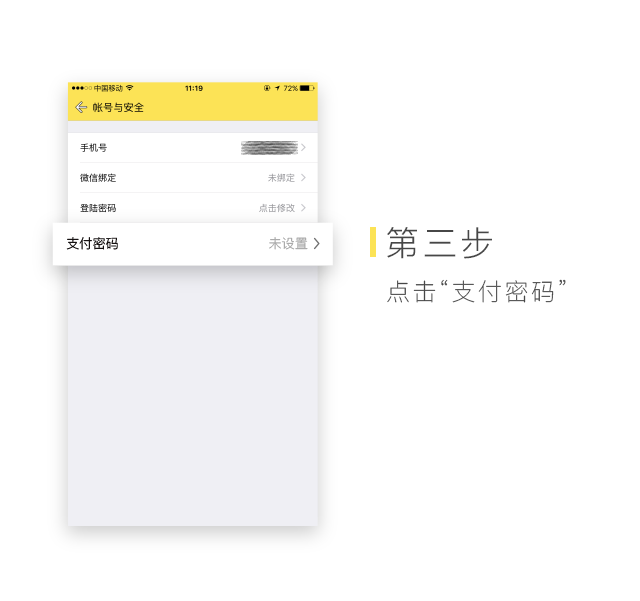 中国移动 11:19 72%
帐号与安全
手机号
微信绑定 未绑定
登陆密码 点击修改
支付密码 未设置
第三步
点击“支付密码”